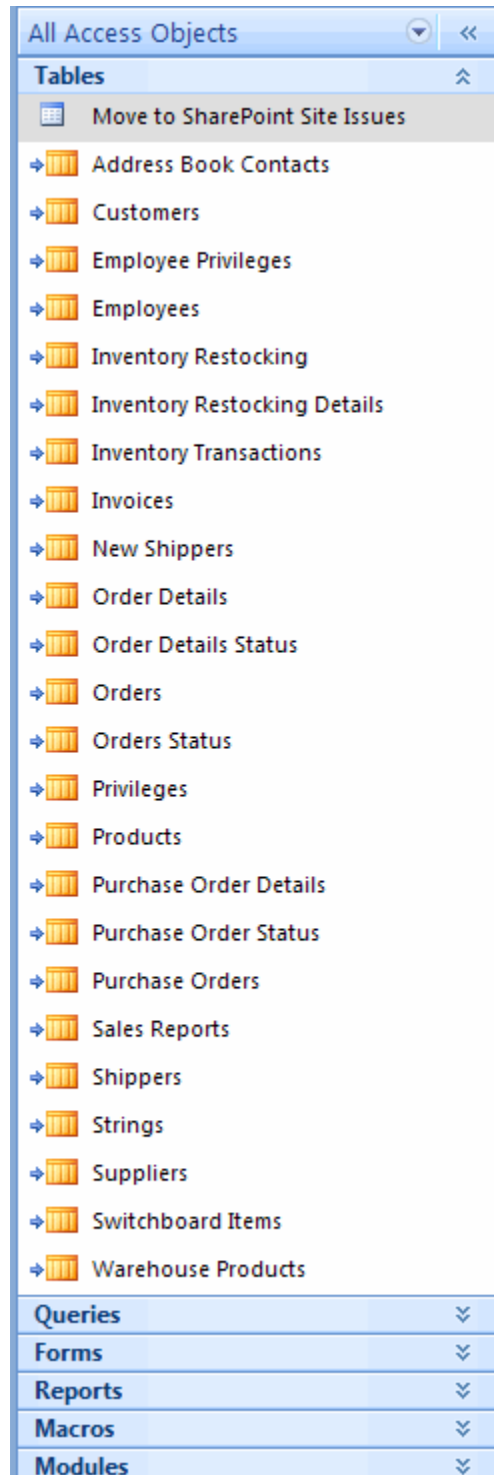 All Access Objects
Tables
Move to SharePoint Site Issues
Address Book Contacts
Customers
Employee Privileges
Employees
Inventory Restocking
Inventory Restocking Details
Inventory Transactions
Invoices
New Shippers
Order Details
Order Details Status
Orders
Orders Status
Privileges
Products
Purchase Order Details
Purchase Order Status
Purchase Orders
Sales Reports
Shippers
Strings
Suppliers
Switchboard Items
Warehouse Products
Queries
Forms
Reports
Macros
Modules